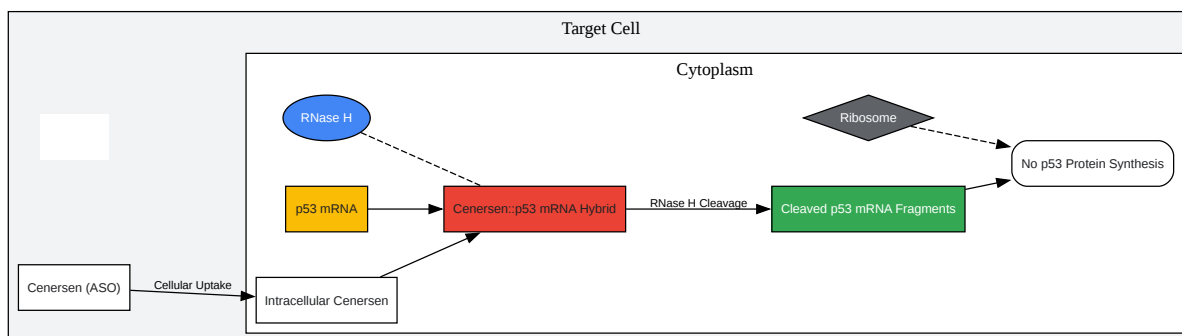 Target Cell
Cytoplasm
RNase H
Ribosome
No p53 Protein Synthesis
p53 mRNA
Cenersen::p53 mRNA Hybrid
RNase H Cleavage
Cleaved p53 mRNA Fragments
Cenersen (ASO)
Cellular Uptake
Intracellular Cenersen